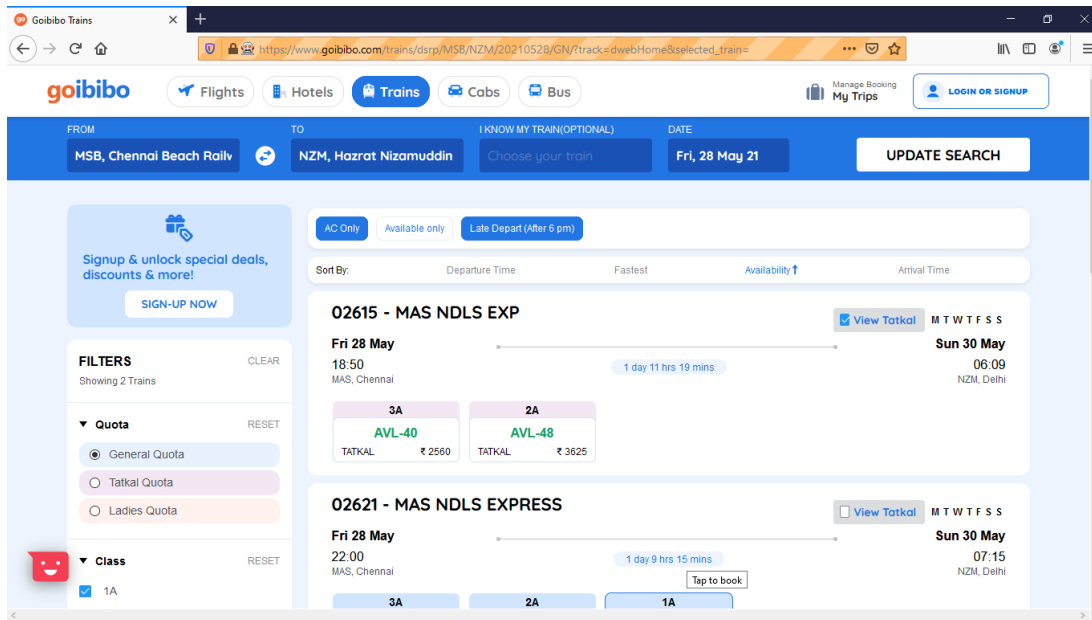 Goibibo Trains
https://www.goibibo.com/trains/dsrp/MSB/NZM/20210528/GN/?track=dwebHome&selected_train=
goibibo
Flights
Hotels
Trains
Cabs
Bus
Manage Booking
My Trips
LOGIN OR SIGNUP
FROM
TO
I KNOW MY TRAIN(OPTIONAL)
DATE
MSB, Chennai Beach Railw
NZM, Hazrat Nizamuddin
Choose your train
Fri, 28 May 21
UPDATE SEARCH
Signup & unlock special deals,
discounts & more!
SIGN-UP NOW
FILTERS
CLEAR
Showing 2 Trains
Quota
RESET
General Quota
Tatkal Quota
Ladies Quota
Class
RESET
1A
AC Only
Available only
Late Depart (After 6 pm)
Sort By:
Departure Time
Fastest
Availability
Arrival Time
02615 - MAS NDLS EXP
View Tatkal
M T W T F S S
Fri 28 May
Sun 30 May
18:50
1 day 11 hrs 19 mins
06:09
MAS, Chennai
NZM, Delhi
3A
2A
AVL-40
AVL-48
TATKAL ₹ 2560
TATKAL ₹ 3625
02621 - MAS NDLS EXPRESS
View Tatkal
M T W T F S S
Fri 28 May
Sun 30 May
22:00
1 day 9 hrs 15 mins
07:15
MAS, Chennai
Tap to book
NZM, Delhi
3A
2A
1A